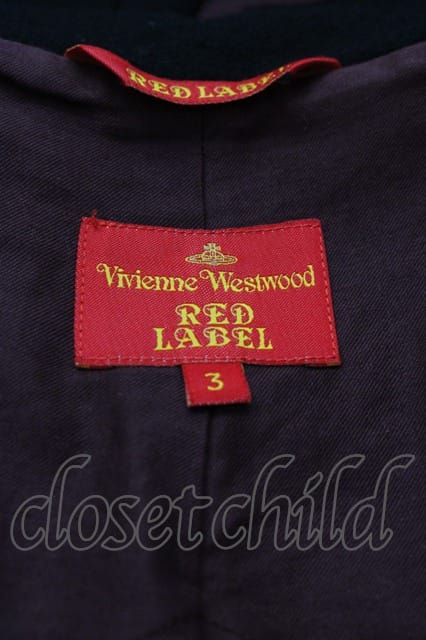 RED LABEL
Vivienne Westwood
RED
LABEL
3
closetchild